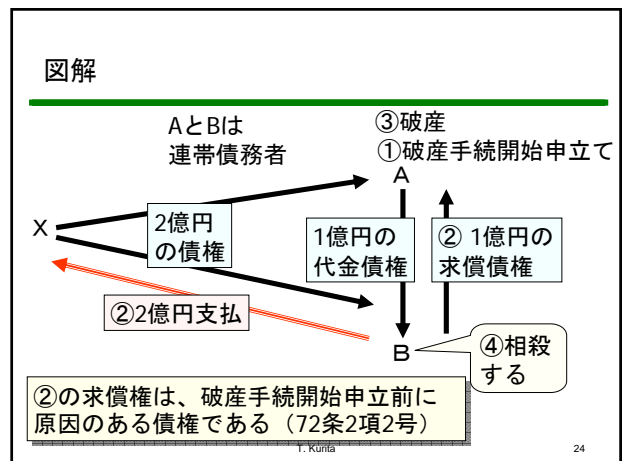 図解
AとBは
連帯債務者
③破産
①破産手続開始申立て
A
X
2億円
の債権
1億円の
代金債権
② 1億円の
求償債権
②2億円支払
B
④相殺
する
②の求償権は、破産手続開始申立前に
原因のある債権である（72条2項2号）
T. Kurita
24